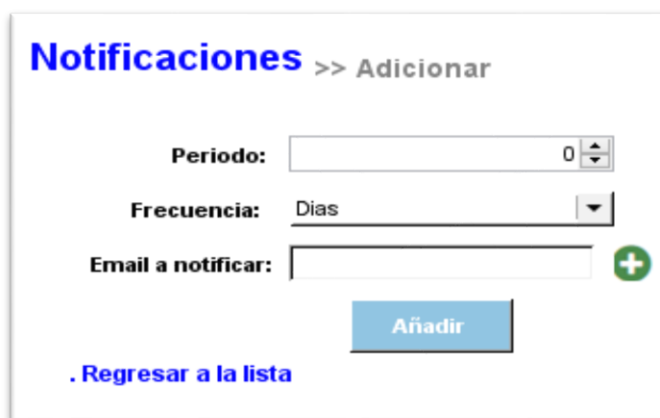 Notificaciones >> Adicionar
Periodo: 0
Frecuencia: Dias
Email a notificar:
Añadir
. Regresar a la lista